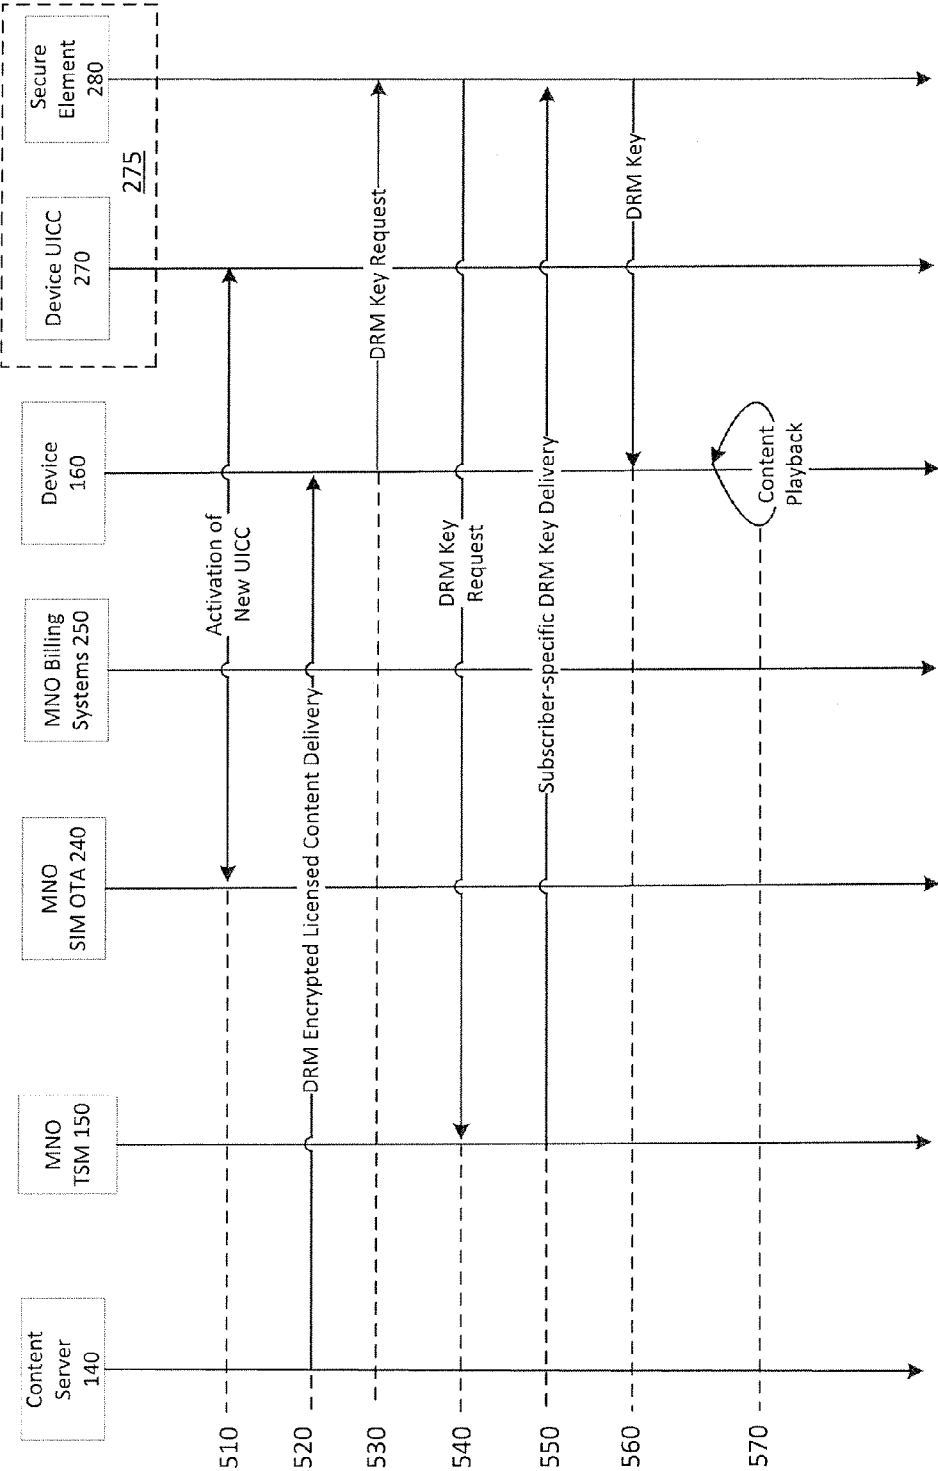 Content
Server
140
MNO
TSM 150
MNO
SIM OTA 240
MNO Billing
Systems 250
Device
160
Device UICC
270
Secure
Element
280
275
510
Activation of
New UICC
520
DRM Encrypted Licensed Content Delivery
530
DRM Key Request
540
DRM Key
Request
550
Subscriber-specific DRM Key Delivery
560
DRM Key
570
Content
Playback